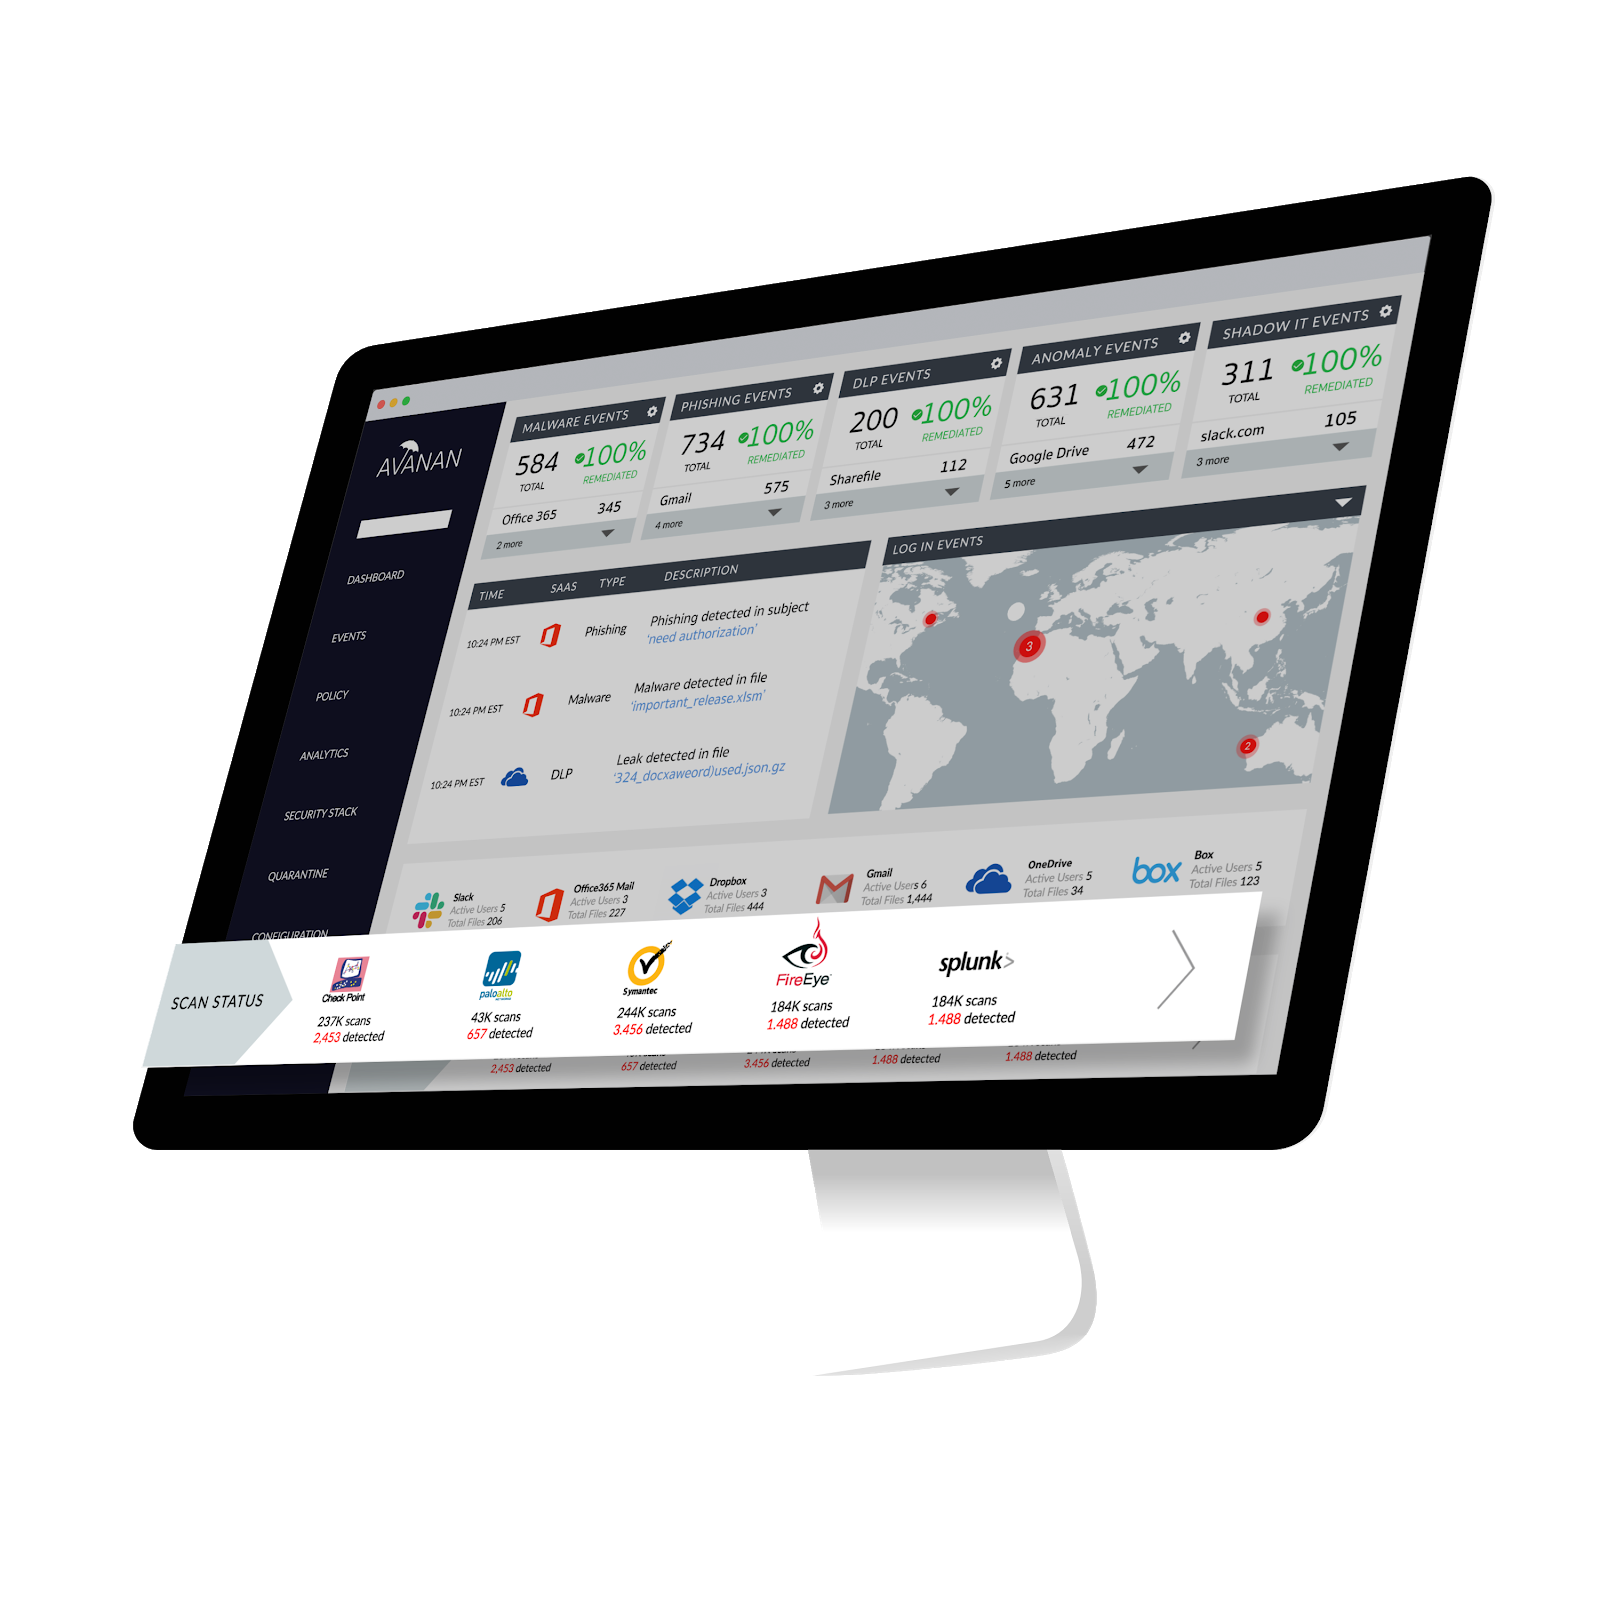 AVANAN
DASHBOARD
EVENTS
POLICY
ANALYTICS
SECURITY STACK
QUARANTINE
CONFIGURATION
MALWARE EVENTS
584 100%
TOTAL REMEDIATED
Office 365 345
2 more
PHISHING EVENTS
734 100%
TOTAL REMEDIATED
Gmail 575
4 more
DLP EVENTS
200 100%
TOTAL REMEDIATED
Sharefile 112
3 more
ANOMALY EVENTS
631 100%
TOTAL REMEDIATED
Google Drive 472
5 more
SHADOW IT EVENTS
311 100%
TOTAL REMEDIATED
slack.com 105
3 more
TIME SAAS TYPE DESCRIPTION
10:24 PM EST Phishing Phishing detected in subject
'need authorization'
10:24 PM EST Malware Malware detected in file
'important_release.xlsm'
10:24 PM EST DLP Leak detected in file
'324_docxaweord)used.json.gz
LOG IN EVENTS
3
2
Slack
Active Users 5
Total Files 206
Office365 Mail
Active Users 3
Total Files 227
Dropbox
Active Users 3
Total Files 444
Gmail
Active Users 6
Total Files 1,444
OneDrive
Active Users 5
Total Files 34
box
Box
Active Users 5
Total Files 123
SCAN STATUS
Check Point
237K scans
2,453 detected
paloalto
43K scans
657 detected
Symantec
244K scans
3.456 detected
FireEye
184K scans
1.488 detected
splunk>
184K scans
1.488 detected
2,453 detected
657 detected
3.456 detected
1.488 detected
1.488 detected